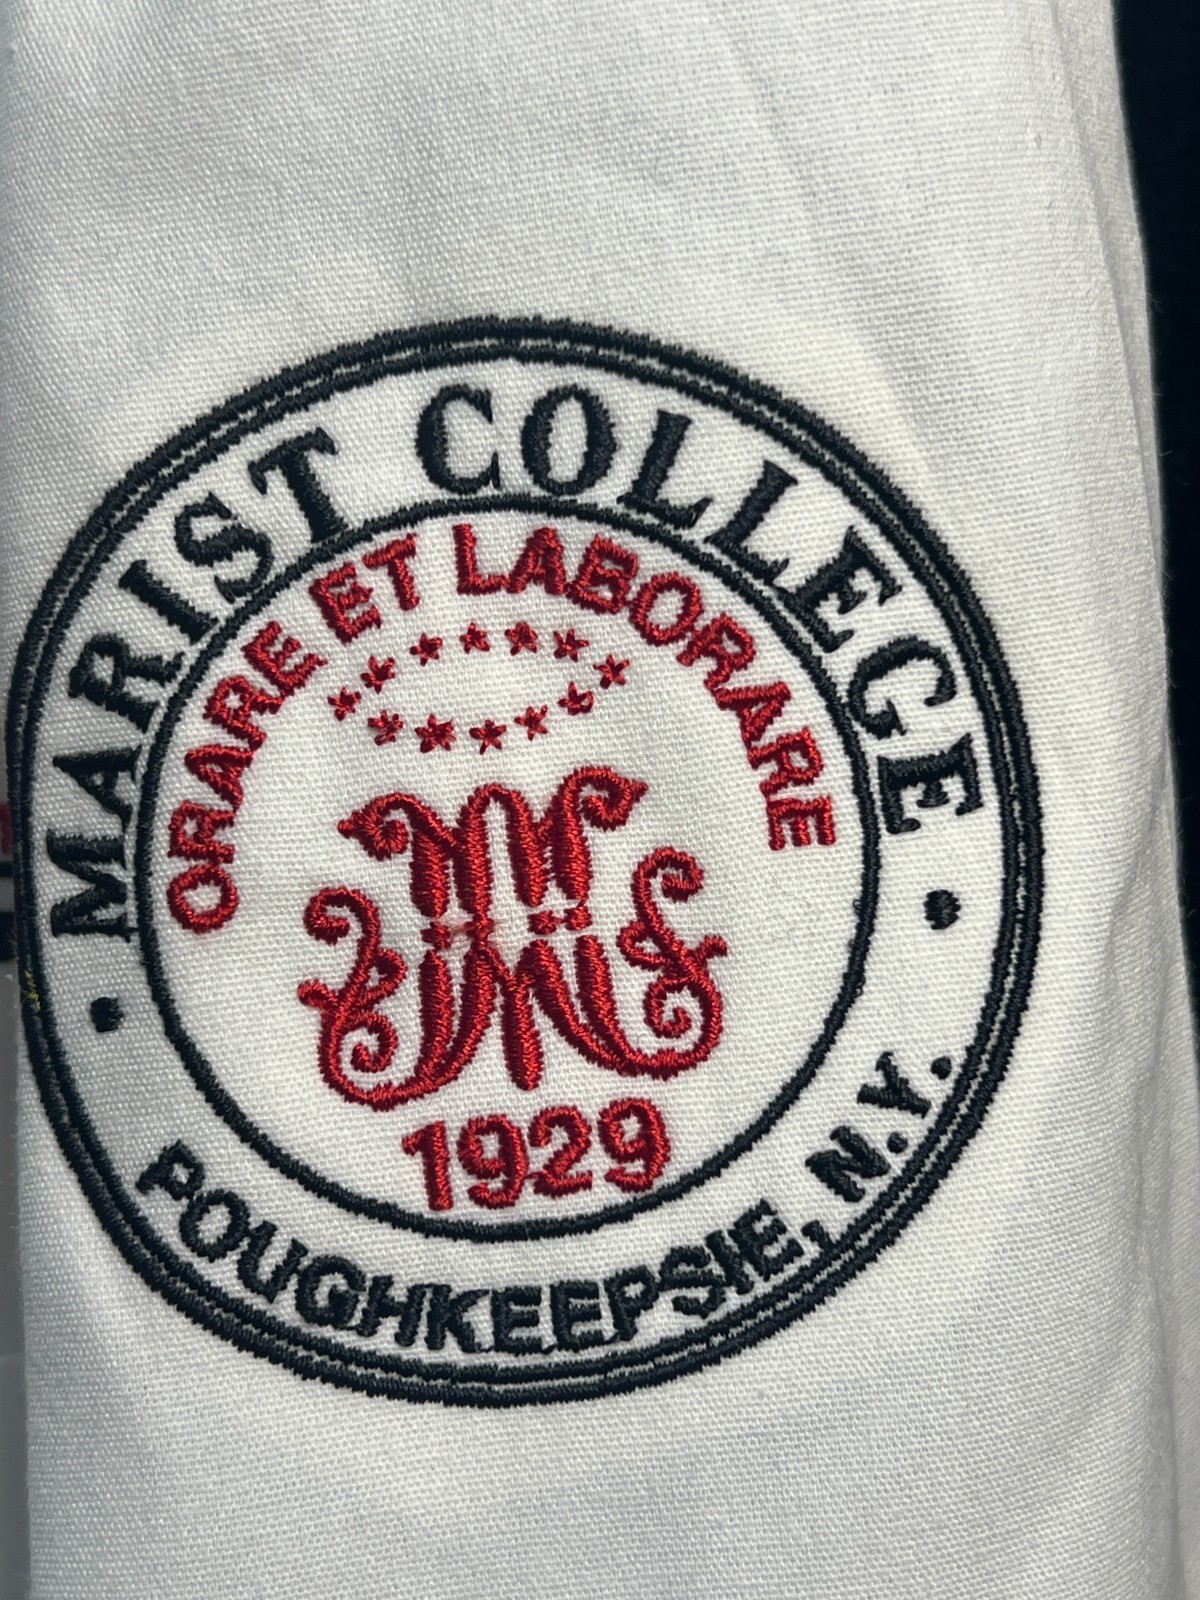 MARIST COLLEGE
ORARE ET LABORARE
1929
POUGHKEEPSIE, N.Y.